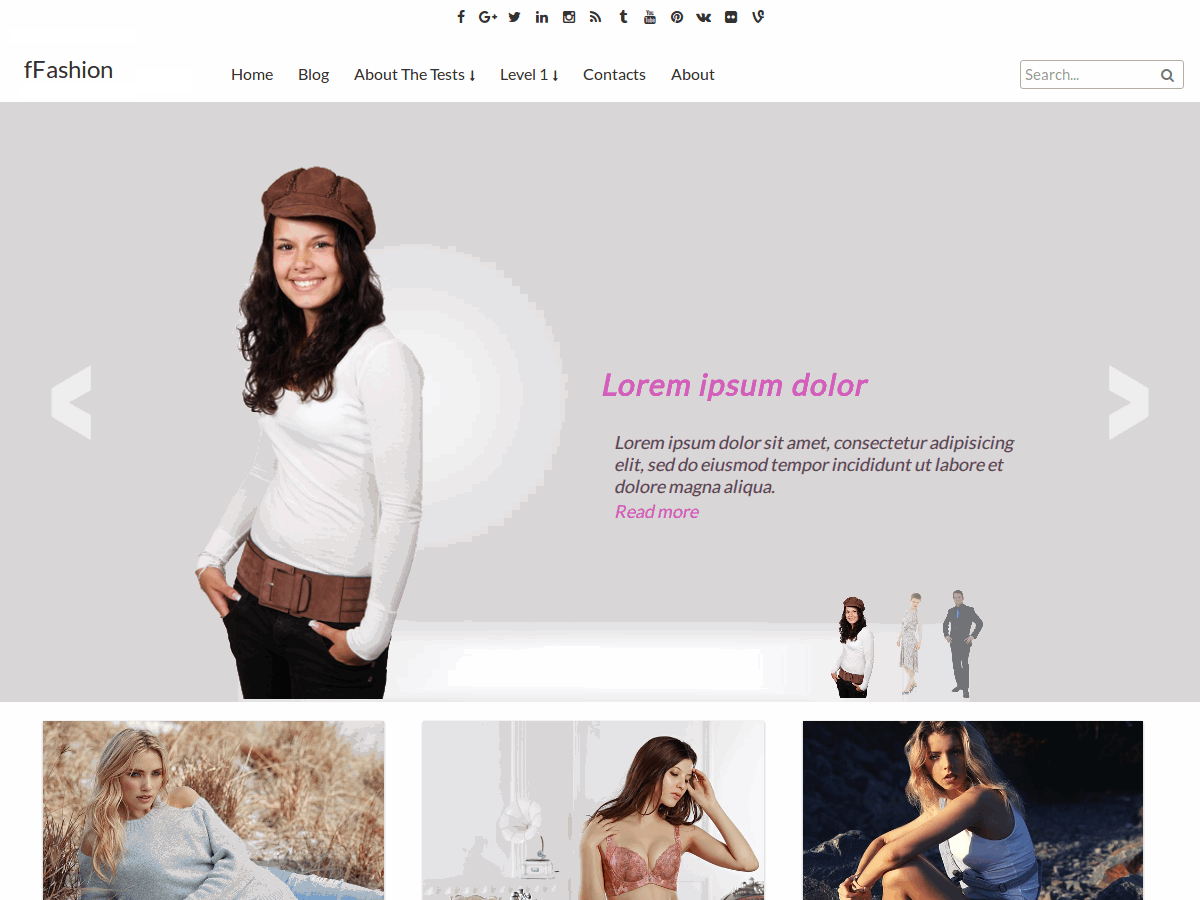 fFashion
Home Blog About The Tests ↓ Level 1 ↓ Contacts About
Search...
Lorem ipsum dolor
Lorem ipsum dolor sit amet, consectetur adipisicing
elit, sed do eiusmod tempor incididunt ut labore et
dolore magna aliqua.
Read more